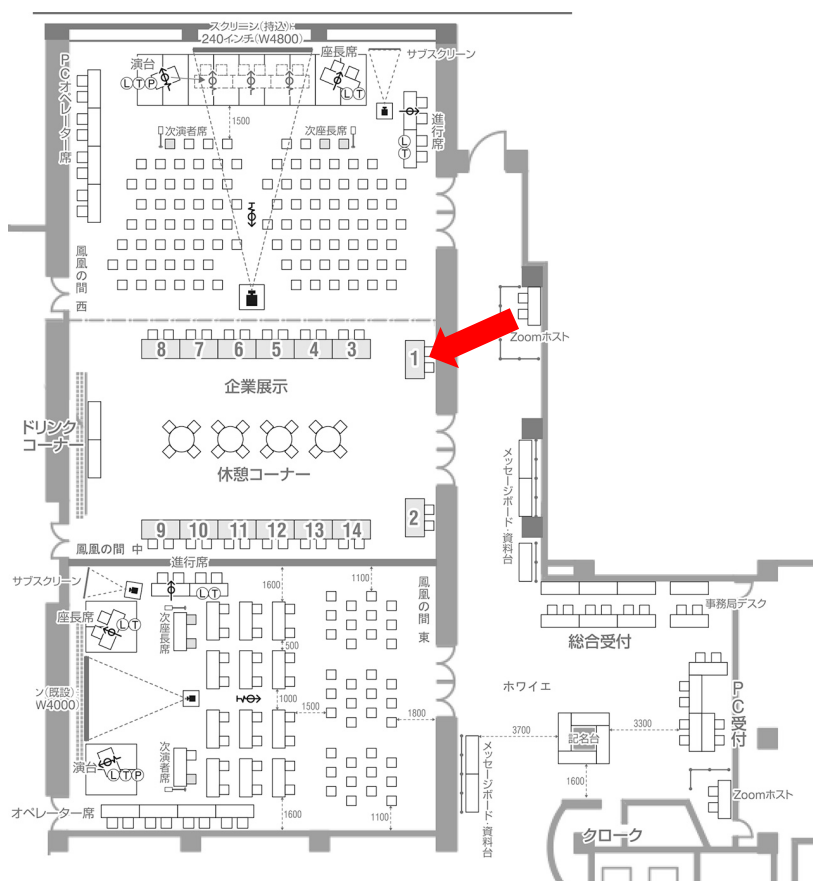 スクリーン(持込)
240インチ(W4800)
演台
座長席
サブスクリーン
L T P
L T
PCオペレーター席
1500
次演者席
次座長席
進行席
L
T
鳳凰の間 西
Zoomホスト
8 7 6 5 4 3
1
企業展示
ドリンク
コーナー
休憩コーナー
メッセージボード・資料台
2
9 10 11 12 13 14
鳳凰の間 中
進行席
サブスクリーン
L T
1600
1100
鳳凰の間 東
事務局デスク
座長席
L T
次座長席
総合受付
500
ン(既設)
W4000)
1000
1500
1800
ホワイエ
PC受付
3700
3300
記名台
1600
次演者席
演台
L T P
メッセージボード・資料台
Zoomホスト
オペレーター席
1600
1100
クローク